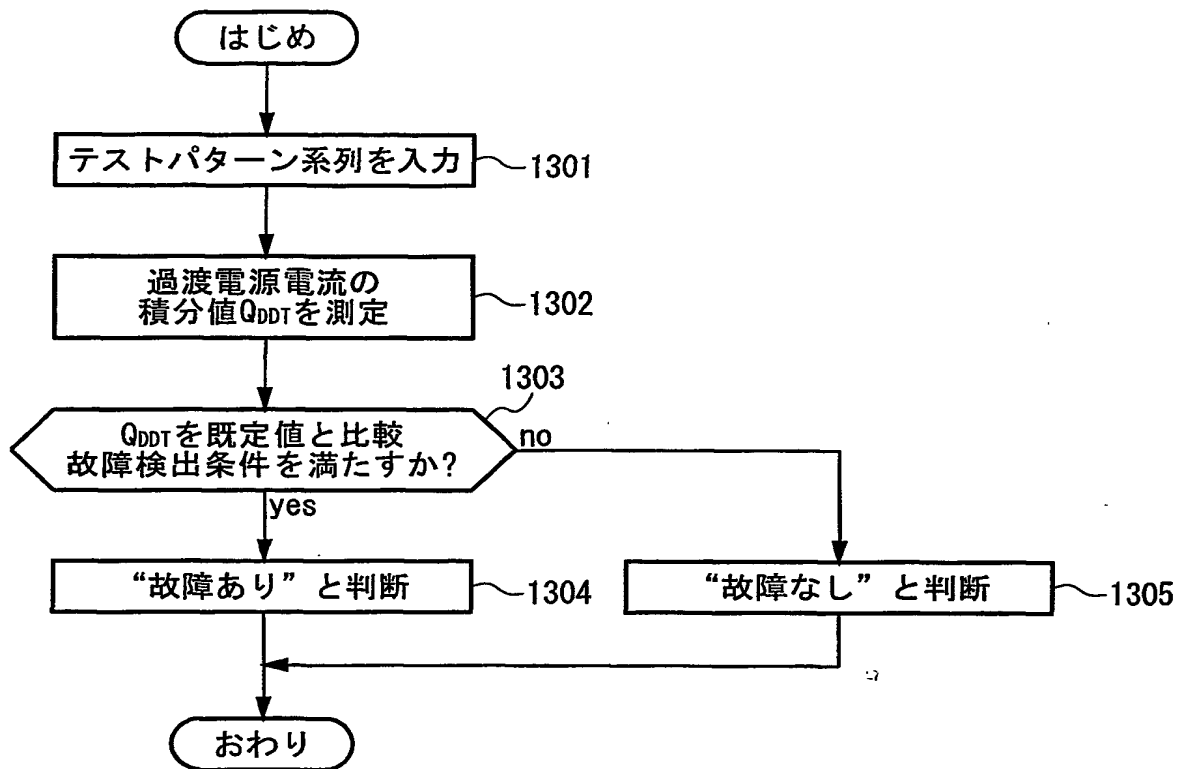 はじめ
テストパターン系列を入力
1301
過渡電源電流の
積分値QDDTを測定
1302
1303
QDDTを既定値と比較
故障検出条件を満たすか?
no
yes
“故障あり”と判断
1304
“故障なし”と判断
1305
おわり